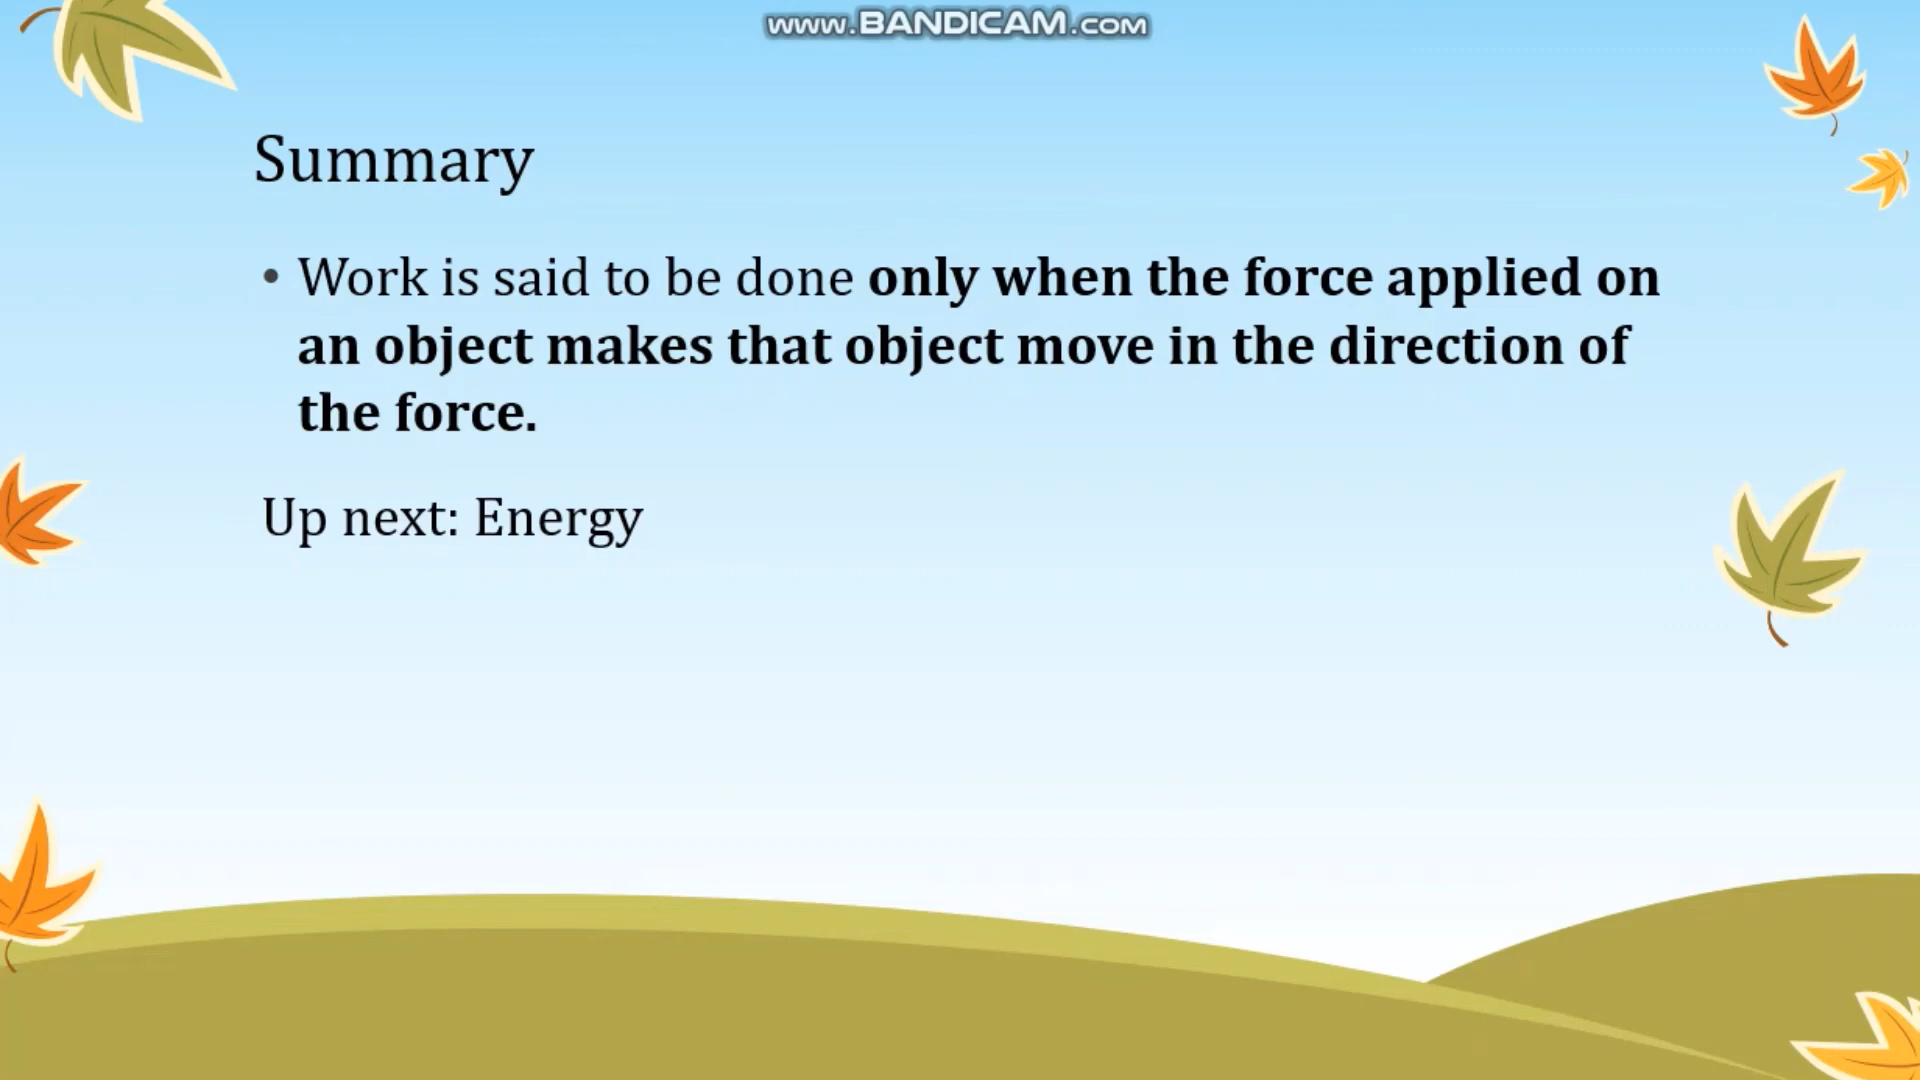 www.BANDICAM.com
Summary
• Work is said to be done only when the force applied on
an object makes that object move in the direction of
the force.
Up next: Energy